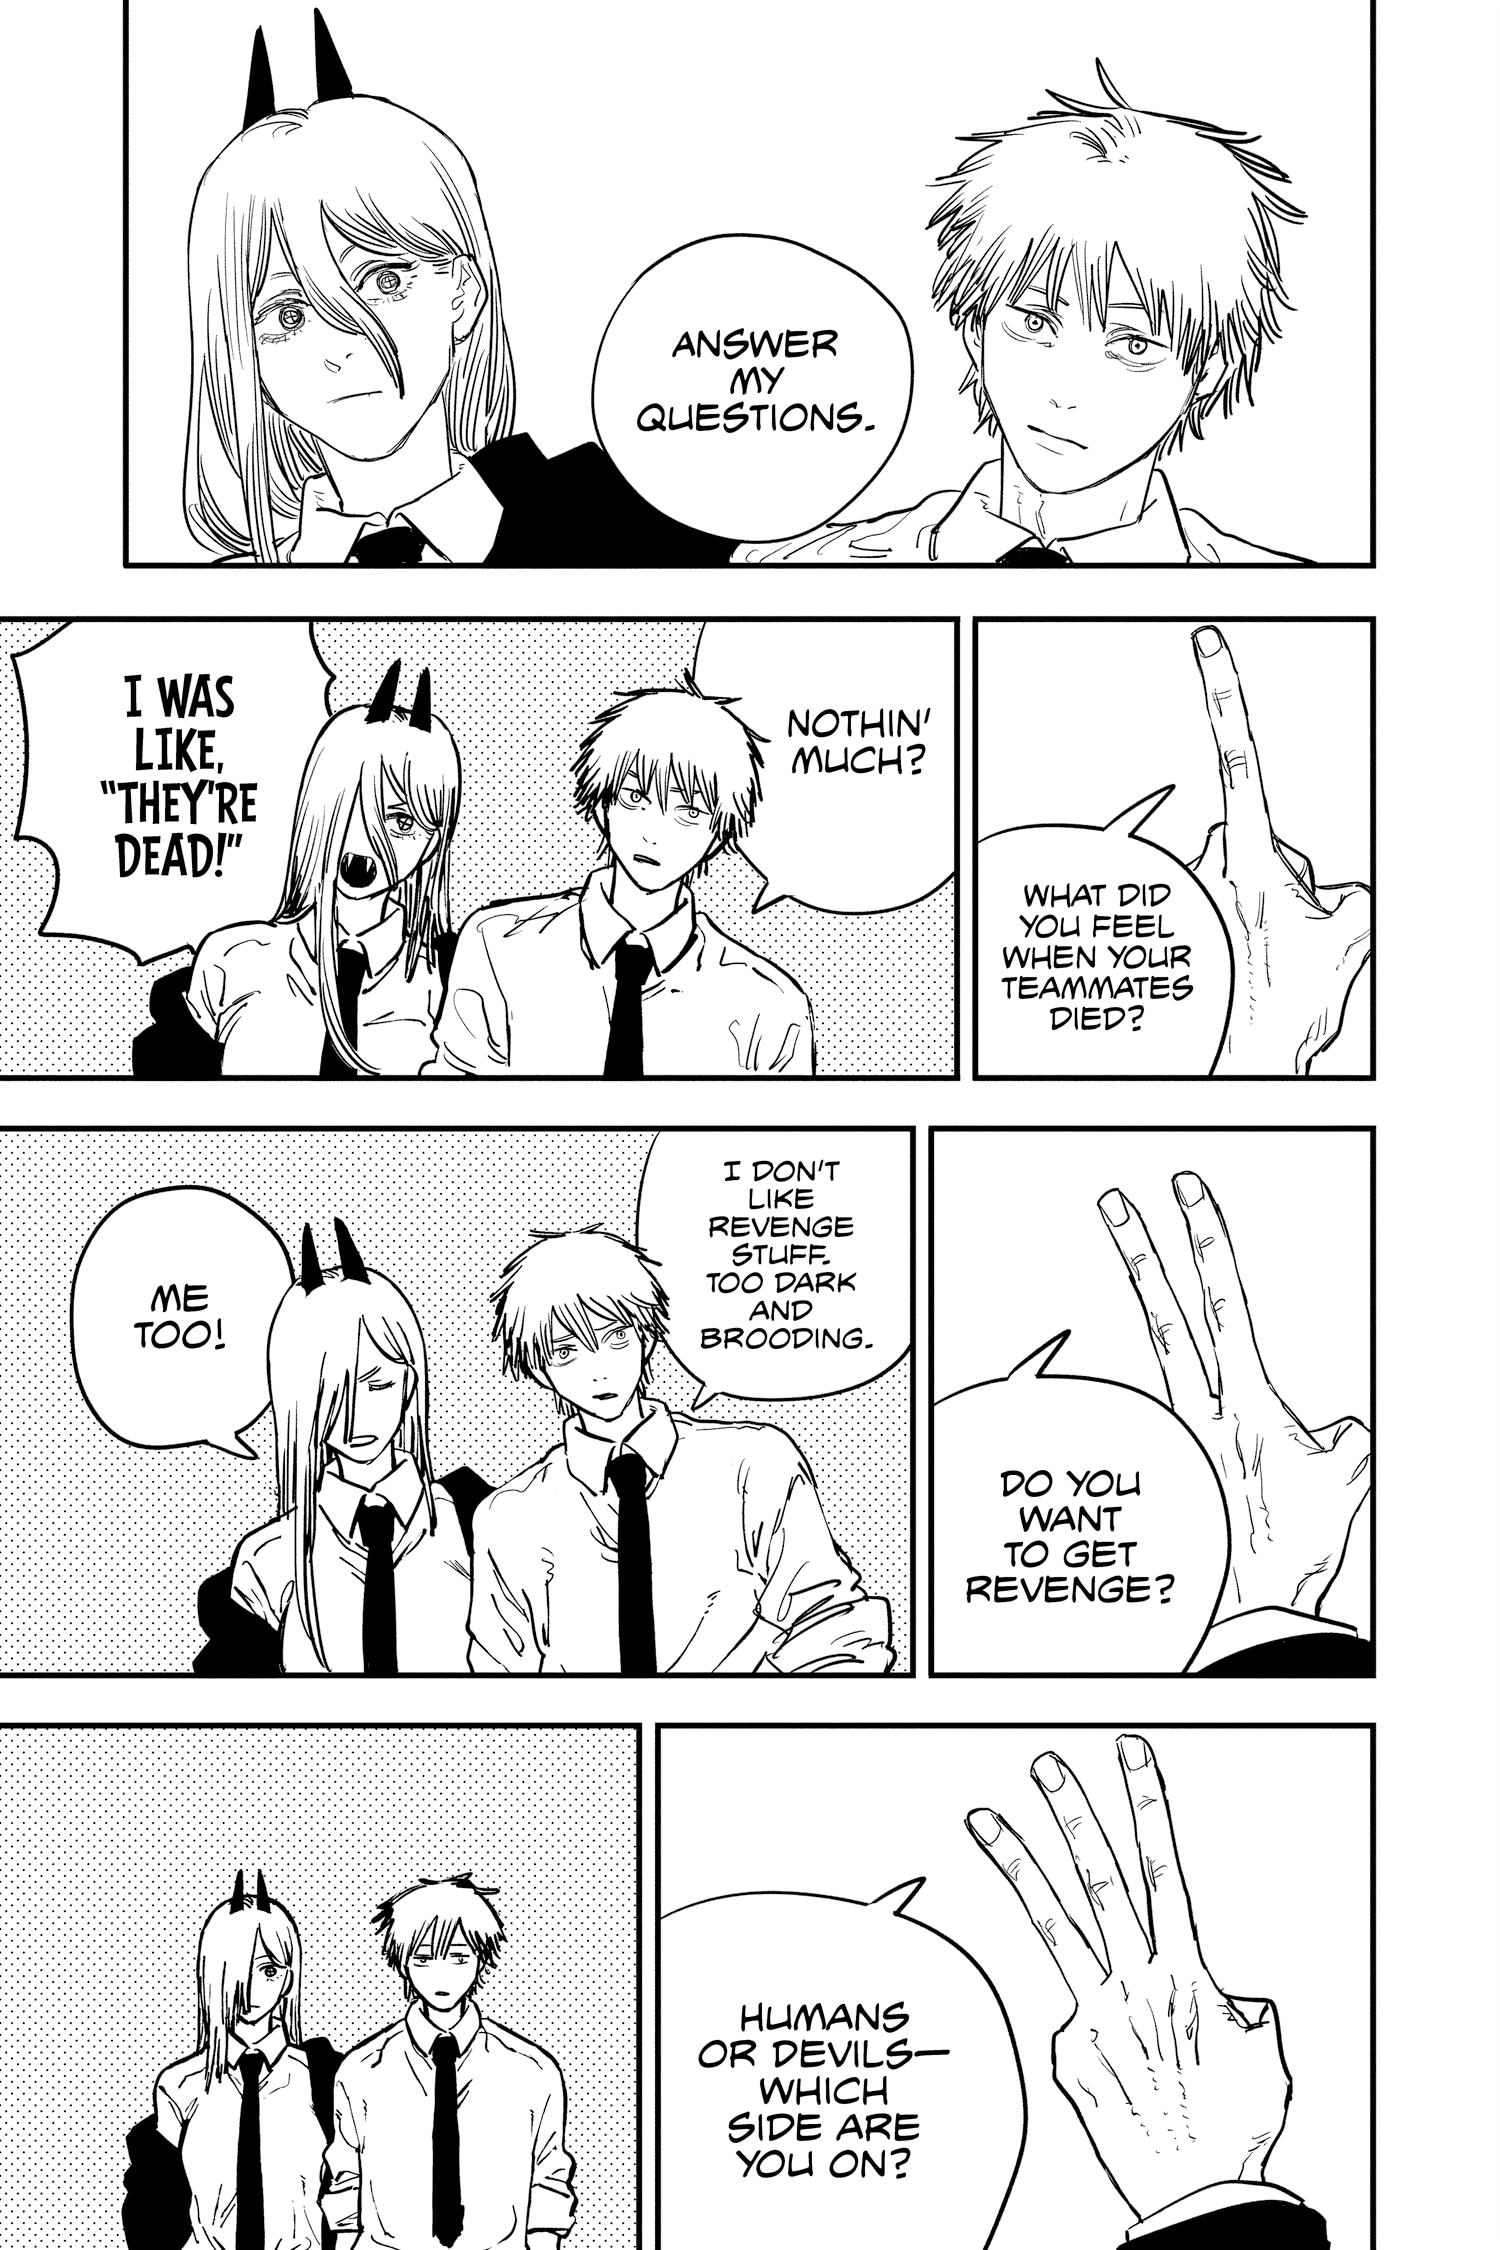 ANSWER
MY
QUESTIONS.
WHAT DID
YOU FEEL
WHEN YOUR
TEAMMATES
DIED?
NOTHIN'
MUCH?
I WAS
LIKE,
"THEY'RE
DEAD!"
DO YOU
WANT
TO GET
REVENGE?
I DON'T
LIKE
REVENGE
STUFF.
TOO DARK
AND
BROODING.
ME
TOO!
HUMANS
OR DEVILS—
WHICH
SIDE ARE
YOU ON?